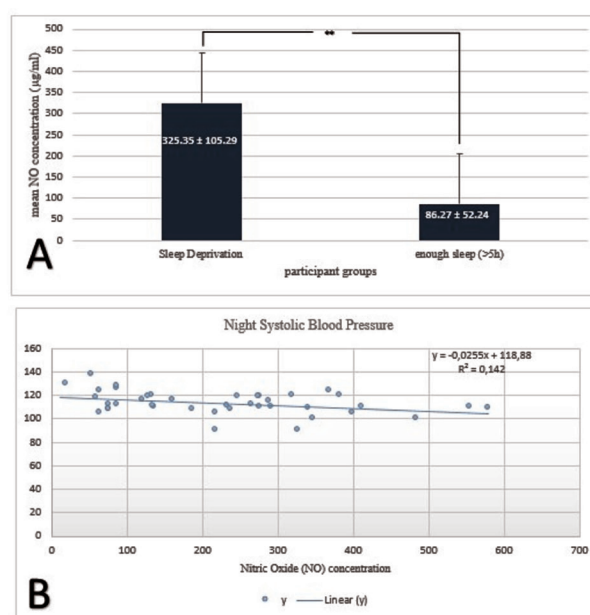 500
450
400
350
300
250
200
150
100
50
0
mean NO concentration (µg/ml)
**
325.35 ± 105.29
86.27 ± 52.24
Sleep Deprivation
enough sleep (>5h)
participant groups
A
Night Systolic Blood Pressure
y = -0,0255x + 118,88
R² = 0,142
160
140
120
100
80
60
40
20
0
0 100 200 300 400 500 600 700
Nitric Oxide (NO) concentration
y Linear (y)
B